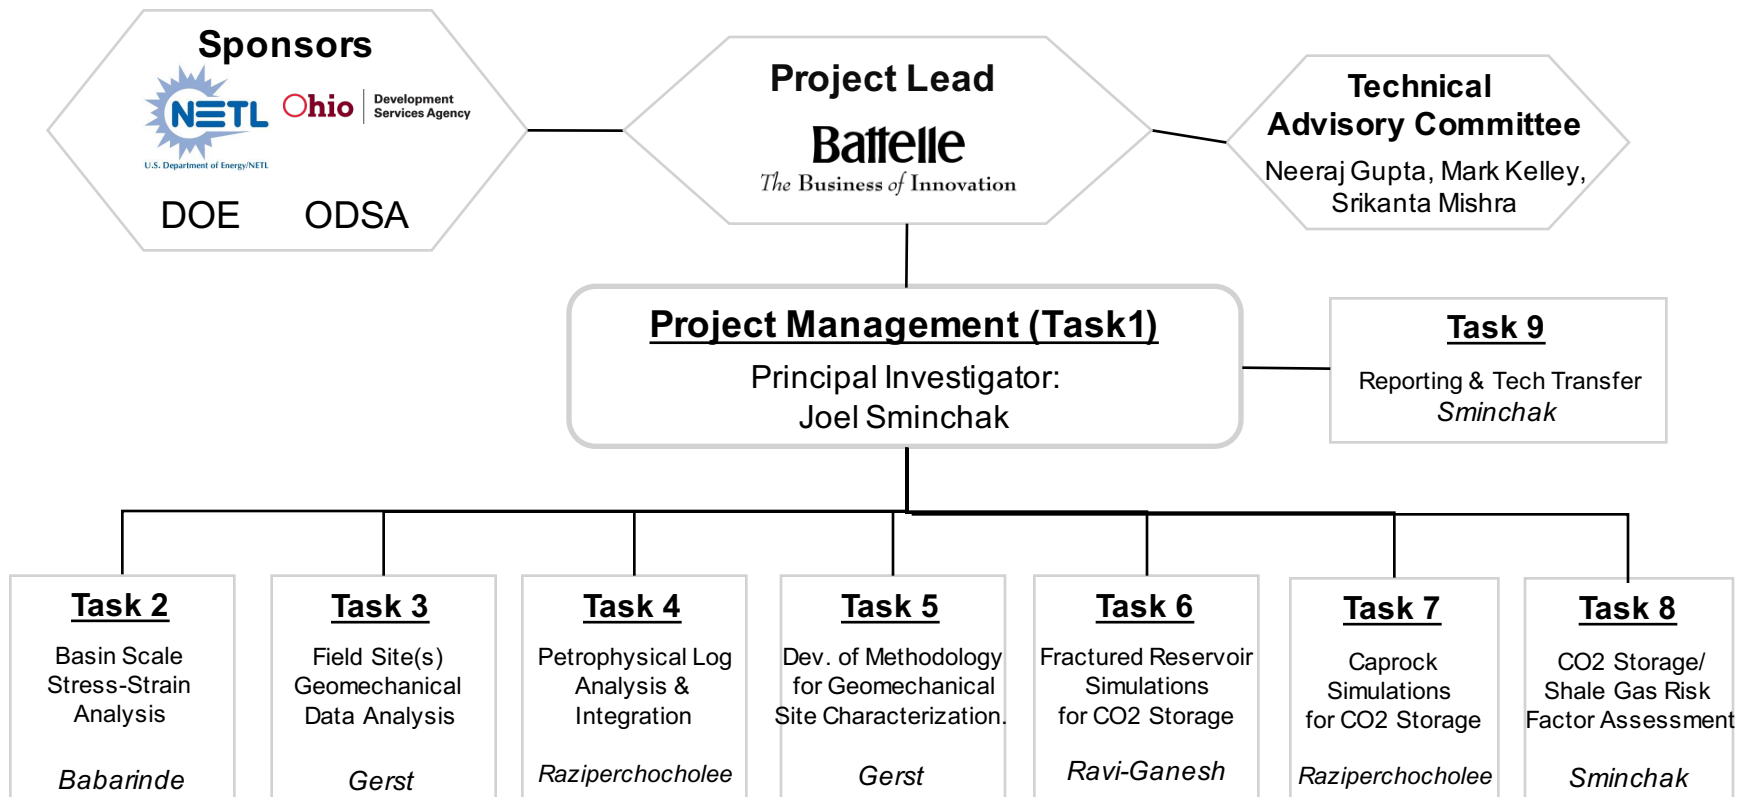 Sponsors
NETL
U.S. Department of Energy/NETL
Ohio
Development
Services Agency
DOE
ODSA
Project Lead
Battelle
The Business of Innovation
Technical
Advisory Committee
Neeraj Gupta, Mark Kelley,
Srikanta Mishra
Project Management (Task1)
Principal Investigator:
Joel Sminchak
Task 9
Reporting & Tech Transfer
Sminchak
Task 2
Basin Scale
Stress-Strain
Analysis
Babarinde
Task 3
Field Site(s)
Geomechanical
Data Analysis
Gerst
Task 4
Petrophysical Log
Analysis &
Integration
Raziperchocholee
Task 5
Dev. of Methodology
for Geomechanical
Site Characterization.
Gerst
Task 6
Fractured Reservoir
Simulations
for CO2 Storage
Ravi-Ganesh
Task 7
Caprock
Simulations
for CO2 Storage
Raziperchocholee
Task 8
CO2 Storage/
Shale Gas Risk
Factor Assessment
Sminchak